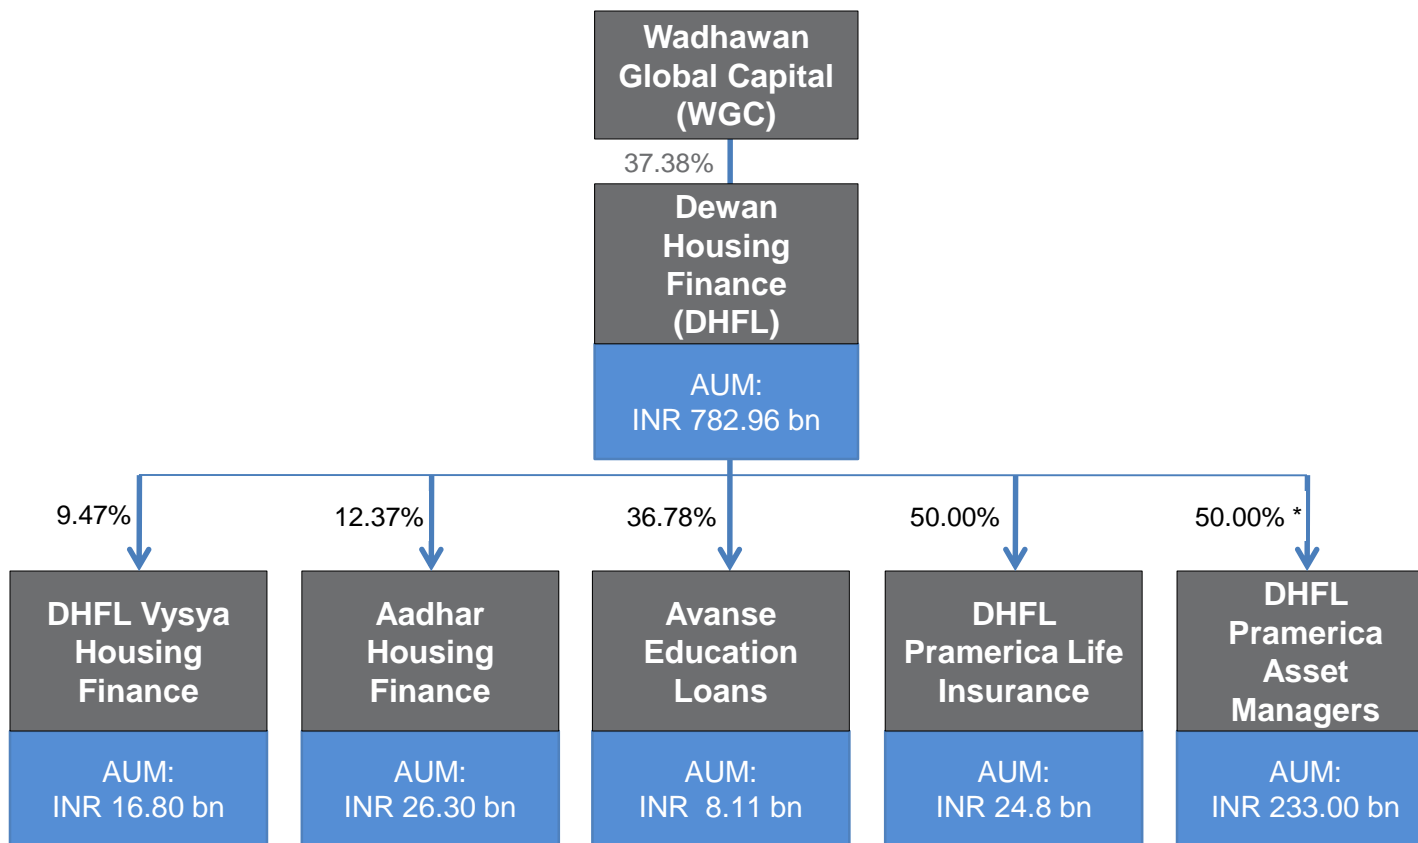 Wadhawan
Global Capital
(WGC)
37.38%
Dewan
Housing
Finance
(DHFL)
AUM:
INR 782.96 bn
9.47%
12.37%
36.78%
50.00%
50.00% *
DHFL Vysya
Housing
Finance
AUM:
INR 16.80 bn
Aadhar
Housing
Finance
AUM:
INR 26.30 bn
Avanse
Education
Loans
AUM:
INR 8.11 bn
DHFL
Pramerica Life
Insurance
AUM:
INR 24.8 bn
DHFL
Pramerica
Asset
Managers
AUM:
INR 233.00 bn